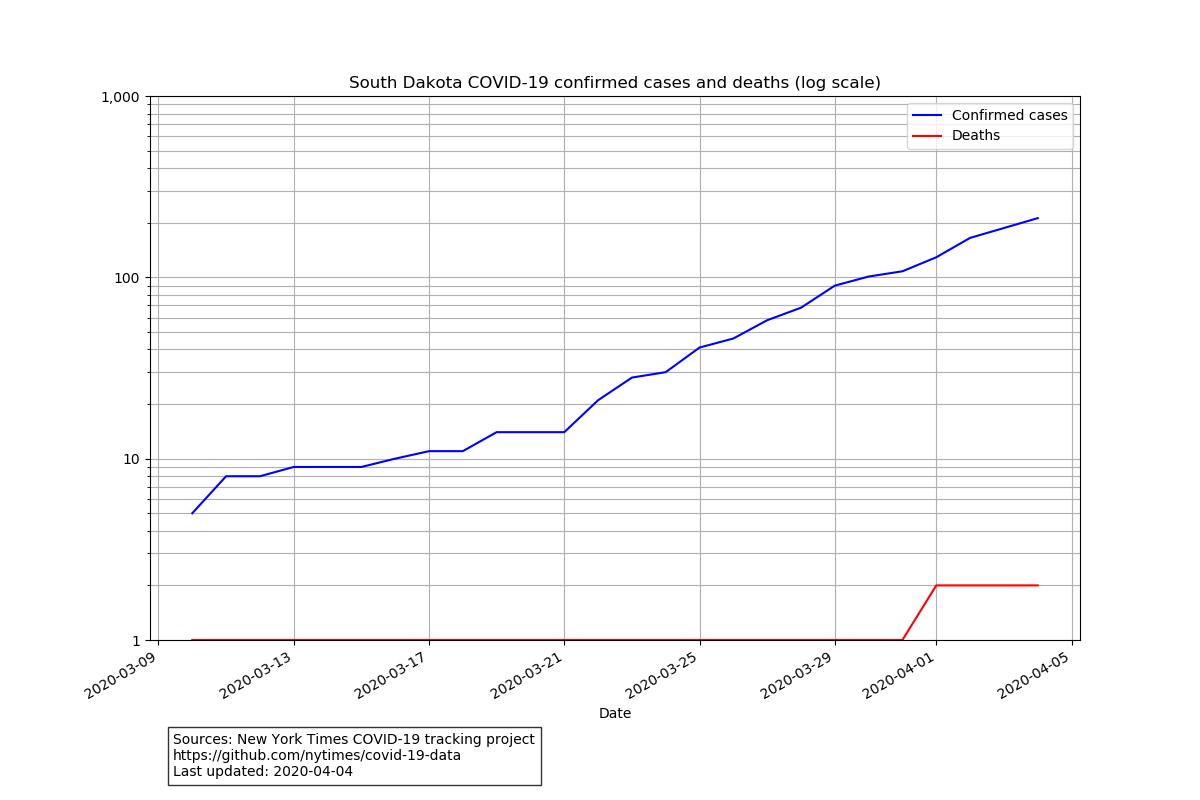 South Dakota COVID-19 confirmed cases and deaths (log scale)
1,000
100
10
1
Confirmed cases
Deaths
2020-03-09
2020-03-13
2020-03-17
2020-03-21
2020-03-25
2020-03-29
2020-04-01
2020-04-05
Date
Sources: New York Times COVID-19 tracking project
https://github.com/nytimes/covid-19-data
Last updated: 2020-04-04